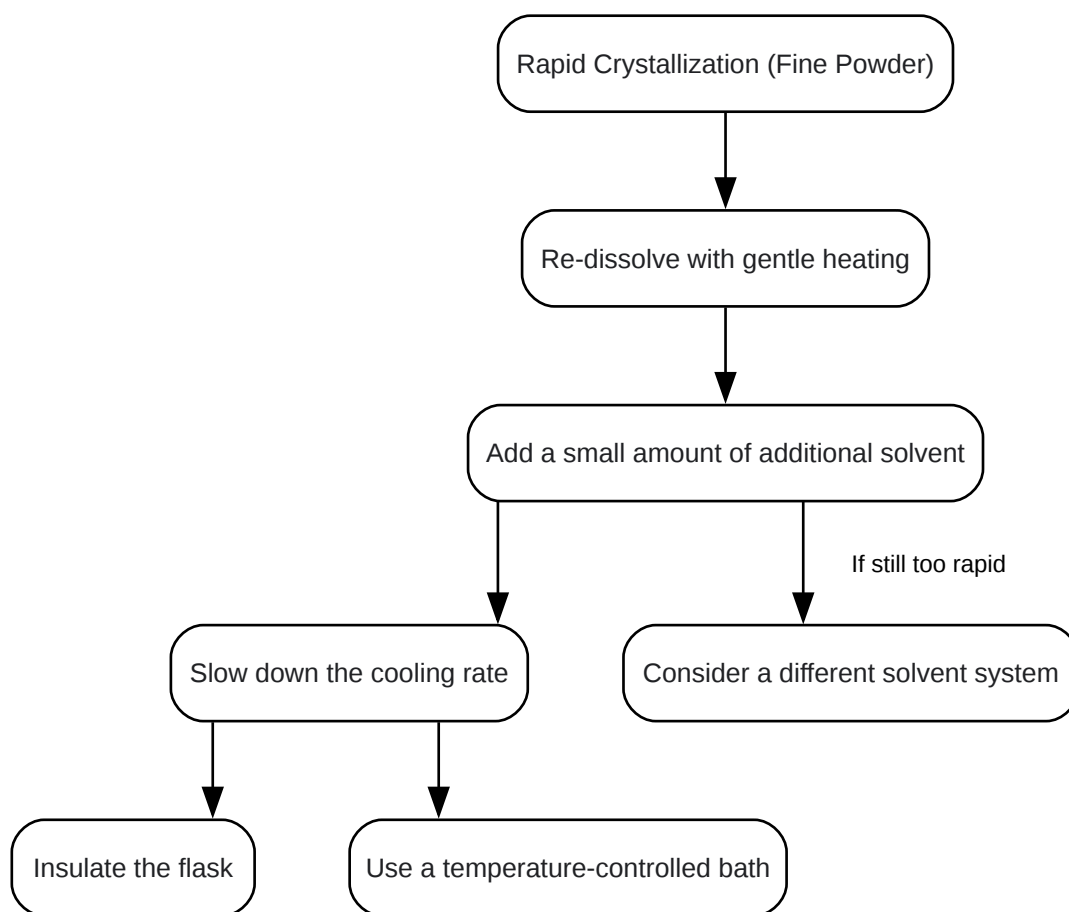 Rapid Crystallization (Fine Powder)
Re-dissolve with gentle heating
Add a small amount of additional solvent
If still too rapid
Slow down the cooling rate
Consider a different solvent system
Insulate the flask
Use a temperature-controlled bath